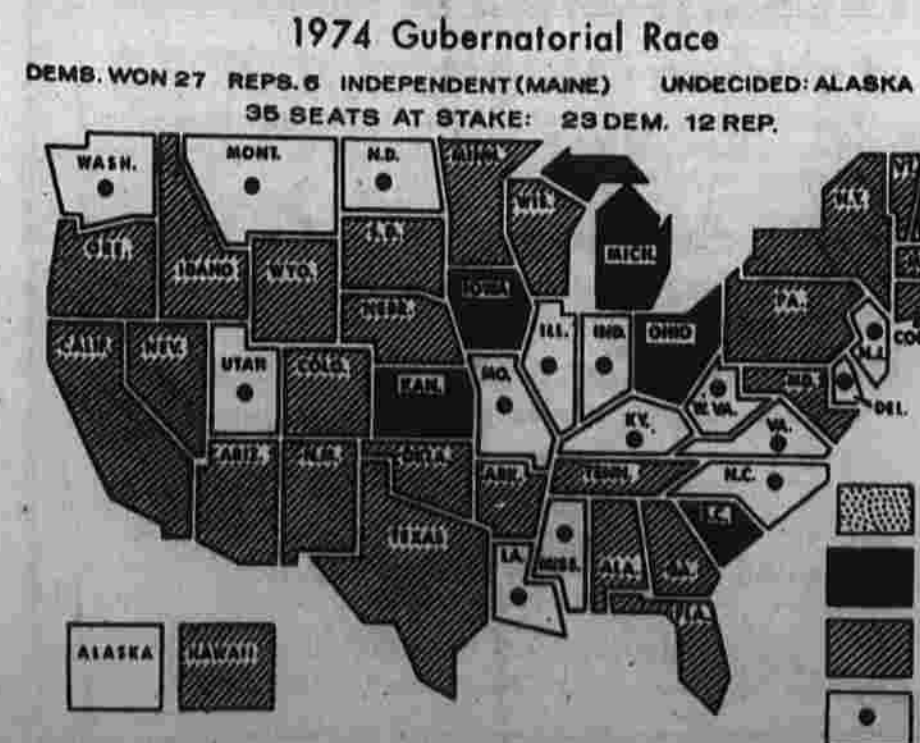 1974 Gubernatorial Race
DEMS. WON 27 REPS. 6 INDEPENDENT (MAINE) UNDECIDED: ALASKA
35 SEATS AT STAKE: 23 DEM. 12 REP.
WASH.
MONT.
N.D.
MINN.
WIS.
MICH.
N.Y.
ORE.
IDAHO
WYO.
S.D.
IOWA
NEBR.
CALIF.
NEV.
UTAH
COLO.
KAN.
MO.
ILL.
IND.
OHIO
PA.
N.J.
MD.
DEL.
W. VA.
VA.
KY.
TENN.
N.C.
S.C.
ARIZ.
N.M.
OKLA.
ARK.
TEXAS
LA.
MISS.
ALA.
GA.
FLA.
ALASKA
HAWAII